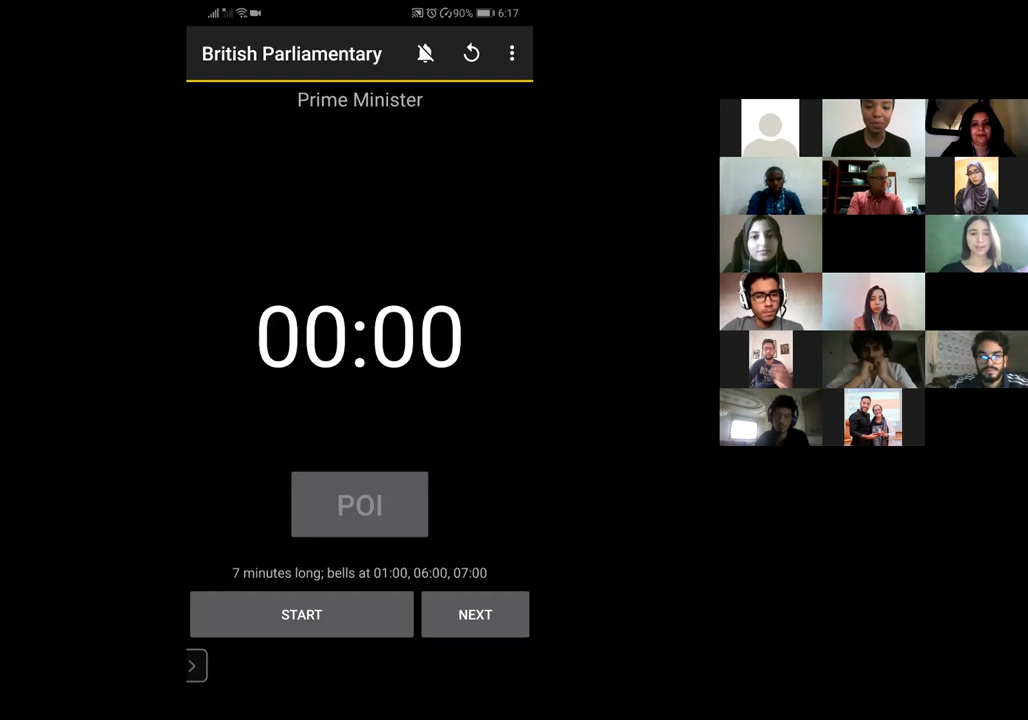 90% 6:17
British Parliamentary
Prime Minister
00:00
POI
7 minutes long; bells at 01:00, 06:00, 07:00
START NEXT